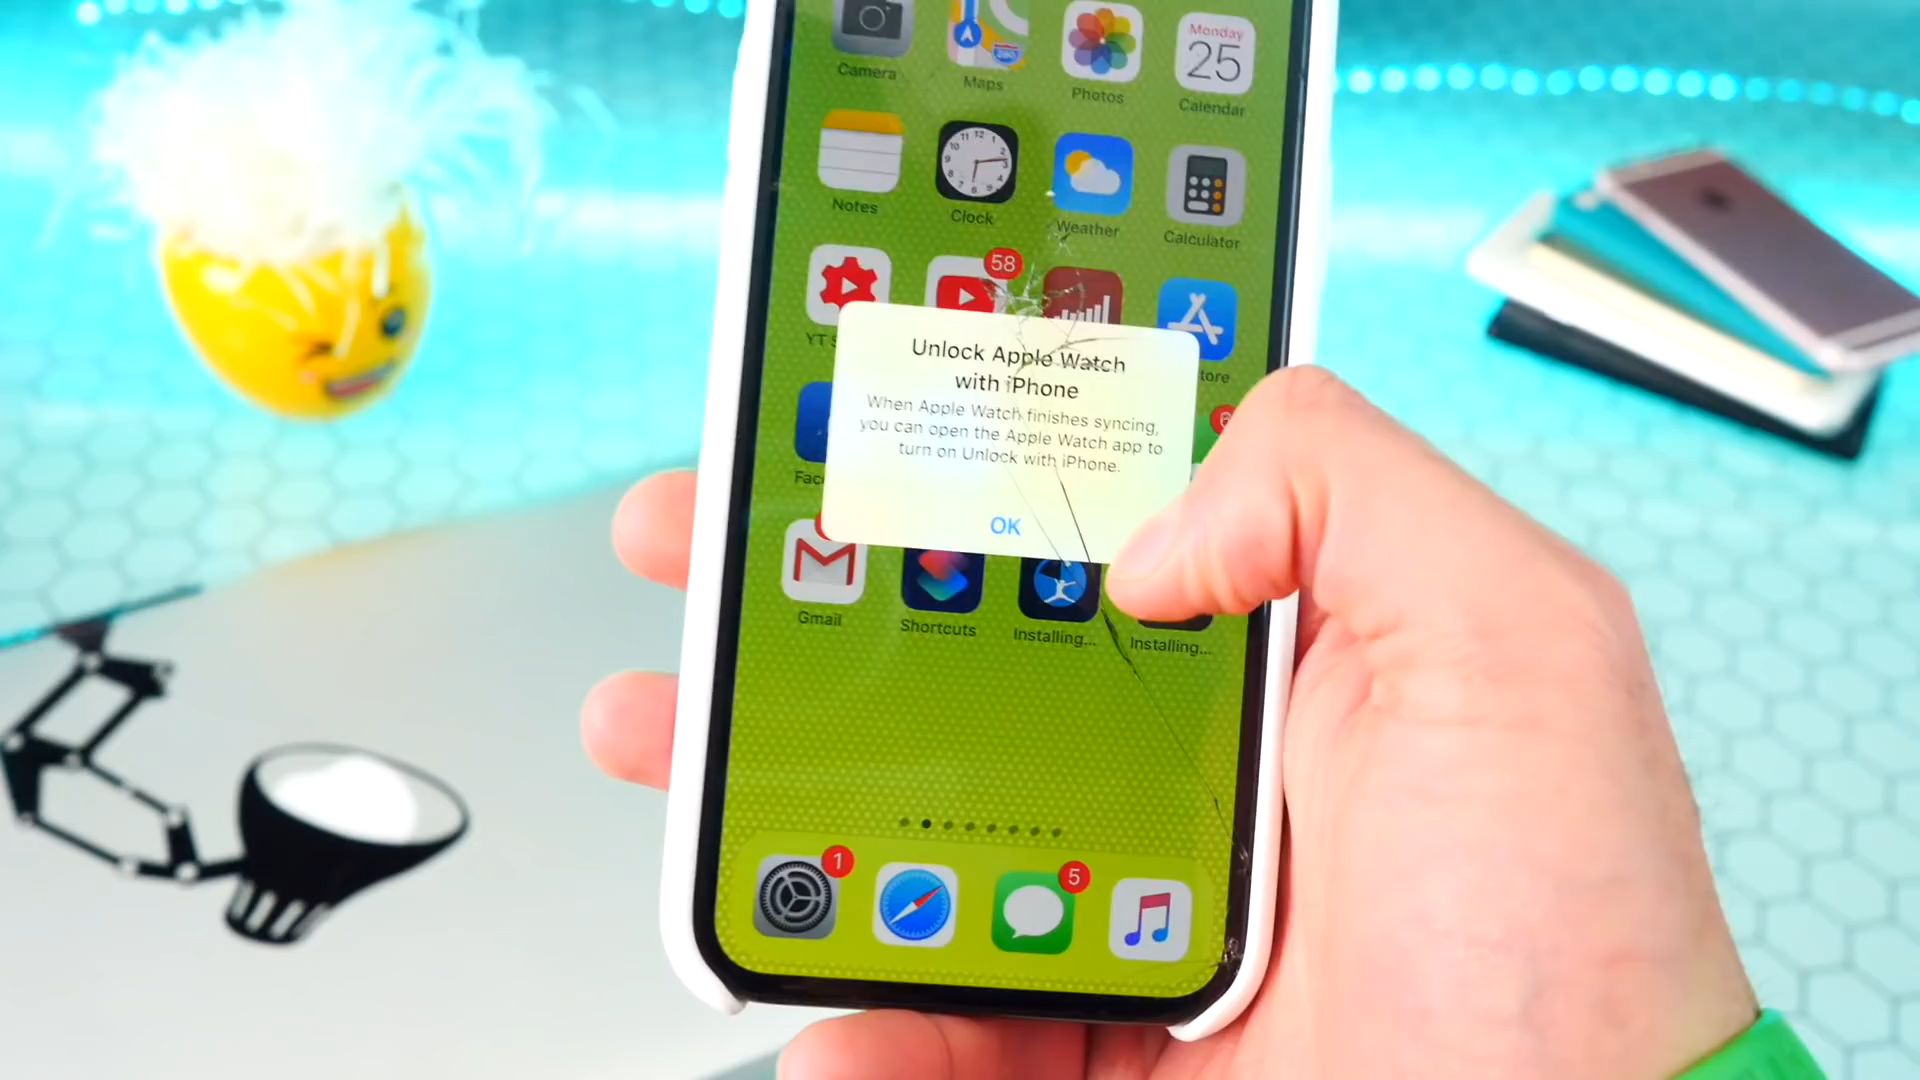 Camera
Maps
Photos
Monday
25
Calendar
Notes
Clock
Weather
Calculator
58
YT
Unlock Apple Watch
with iPhone
When Apple Watch finishes syncing,
you can open the Apple Watch app to
turn on Unlock with iPhone.
OK
tore
Fac
Gmail
Shortcuts
Installing...
Installing...
1
5